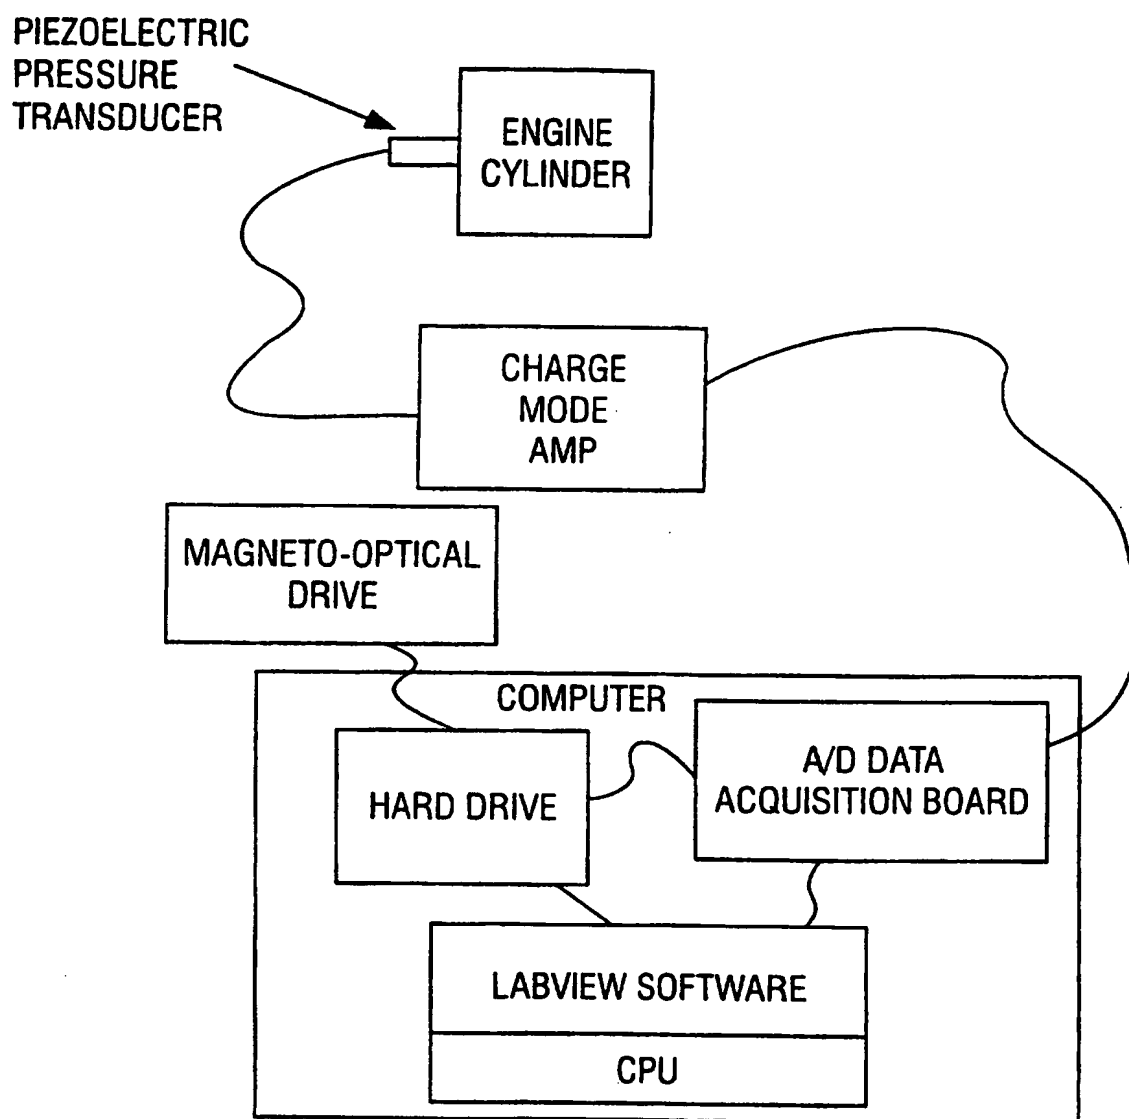 PIEZOELECTRIC
PRESSURE
TRANSDUCER
ENGINE
CYLINDER
CHARGE
MODE
AMP
MAGNETO-OPTICAL
DRIVE
COMPUTER
HARD DRIVE
A/D DATA
ACQUISITION BOARD
LABVIEW SOFTWARE
CPU